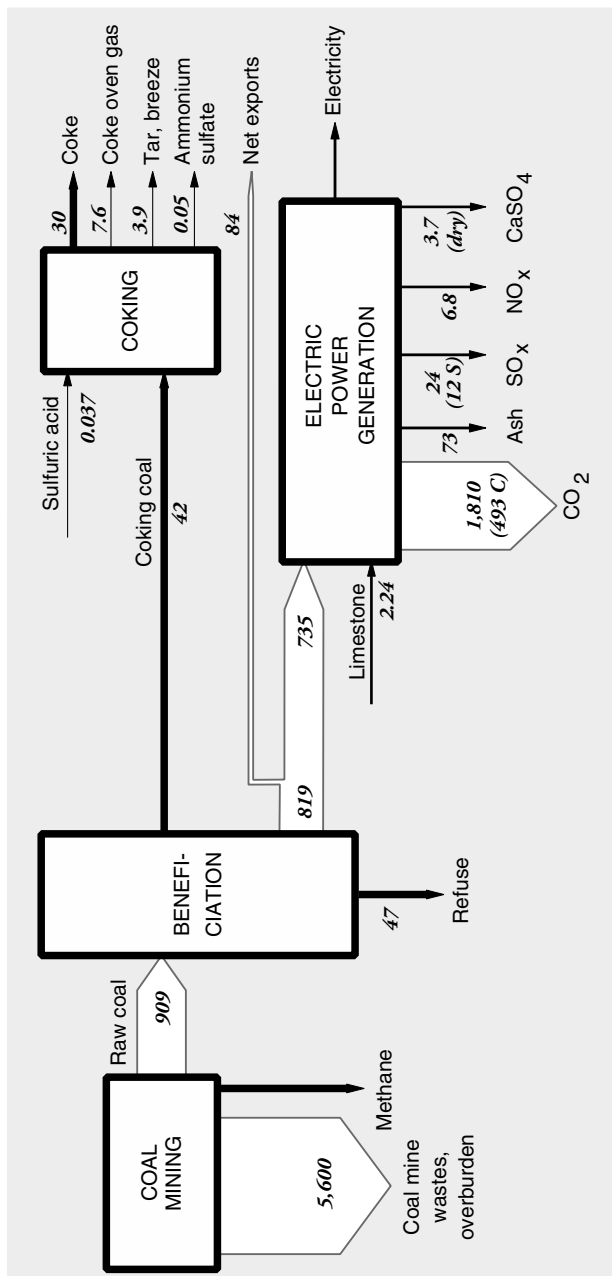 COAL
MINING
5,600
Coal mine
wastes,
overburden
Methane
Raw coal
909
BENEFI-
CIATION
47
Refuse
Coking coal
42
Sulfuric acid
0.037
COKING
30
Coke
7.6
Coke oven gas
3.9
Tar, breeze
0.05
Ammonium
sulfate
84
Net exports
819
735
Limestone
2.24
ELECTRIC
POWER
GENERATION
Electricity
1,810
(493 C)
CO2
73
Ash
24
(12 S)
SOx
6.8
NOx
3.7
(dry)
CaSO4